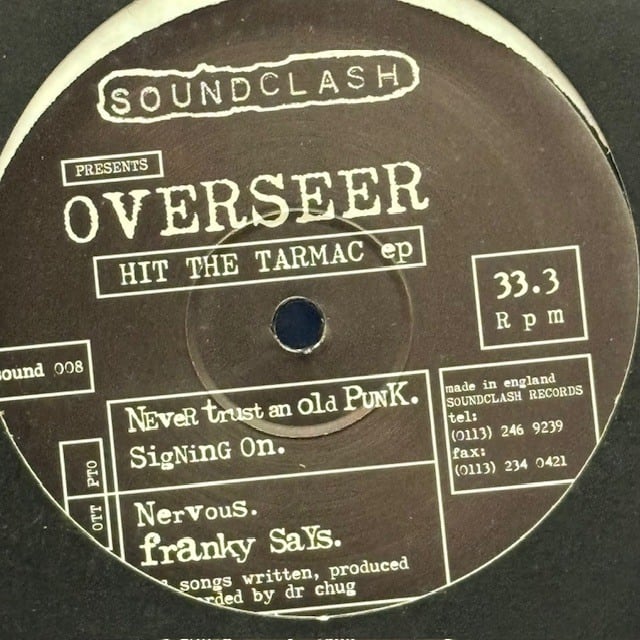 SOUNDCLASH
PRESENTS
OVERSEER
HIT THE TARMAC ep
33.3
Rpm
008
NEveR trust an old PUNK.
SigNinG On.
PTO
made in england
SOUNDCLASH RECORDS
tel:
(0113) 246 9239
fax:
(0113) 234 0421
OTT
Nervous.
franky SaYs.
songs written, produced
by dr chug